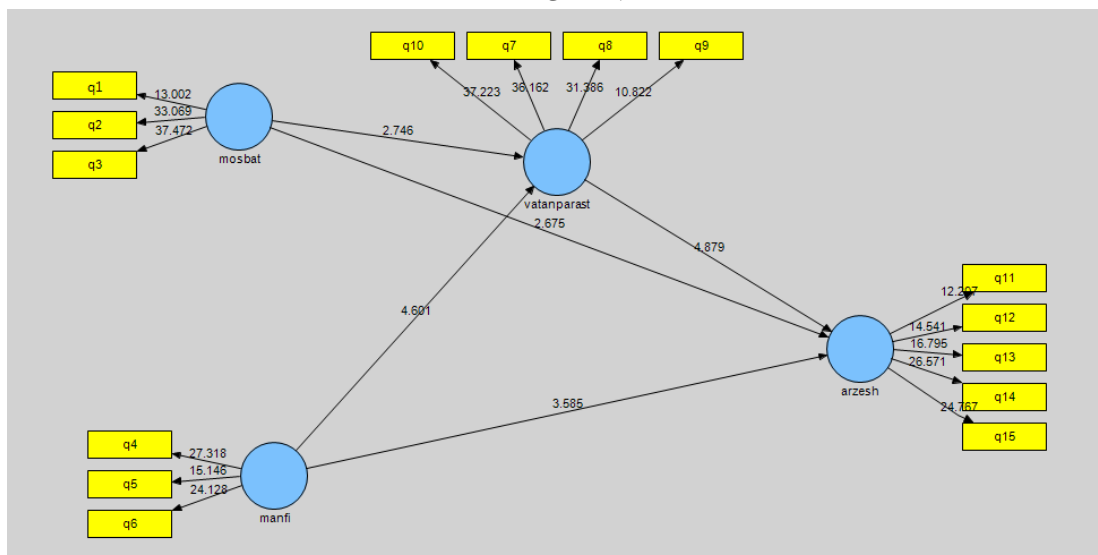 q10
q7
q8
q9
37.223
36.162
31.386
10.822
q1
q2
q3
13.002
33.069
37.472
mosbat
2.746
vatanparast
2.675
4.879
4.601
3.585
q11
q12
q13
q14
q15
12.207
14.541
16.795
26.571
24.767
arzesh
q4
q5
q6
27.318
15.146
24.128
manfi